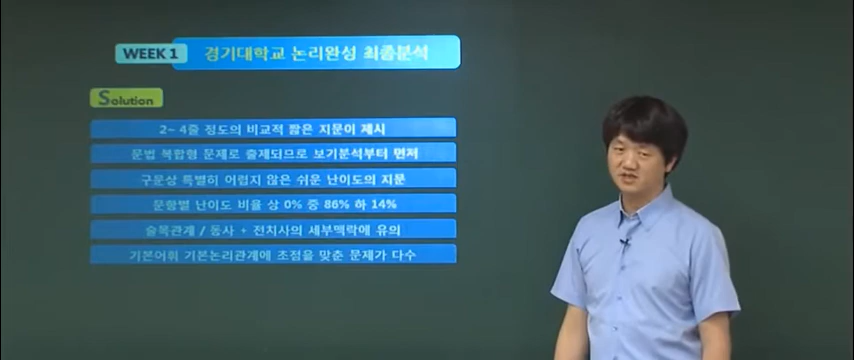 WEEK 1
경기대학교 논리완성 최종분석
Solution
2~ 4줄 정도의 비교적 짧은 지문이 제시
문법 복합형 문제로 출제되므로 보기분석부터 먼저
구문상 특별히 어렵지 않은 쉬운 난이도의 지문
문항별 난이도 비율 상 0% 중 86% 하 14%
술목관계 / 동사 + 전치사의 세부맥락에 유의
기본어휘 기본논리관계에 초점을 맞춘 문제가 다수